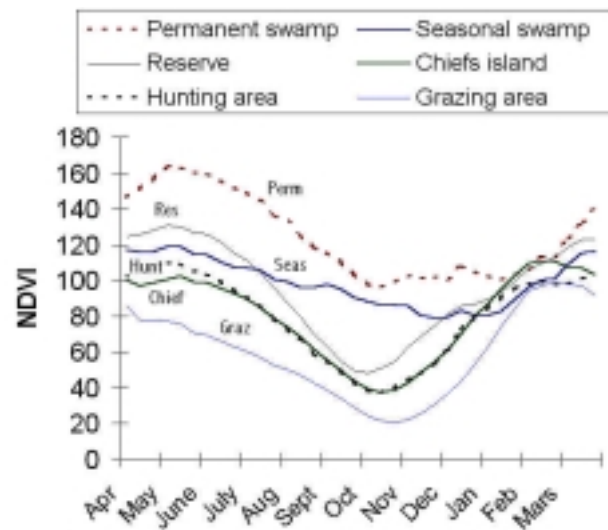 Permanent swamp Seasonal swamp
Reserve Chiefs island
Hunting area Grazing area
NDVI
180
160
140
120
100
80
60
40
20
0
Perm
Res
Seas
Hunt
Chief
Graz
Apr May June July Aug Sept Oct Nov Dec Jan Feb Mars